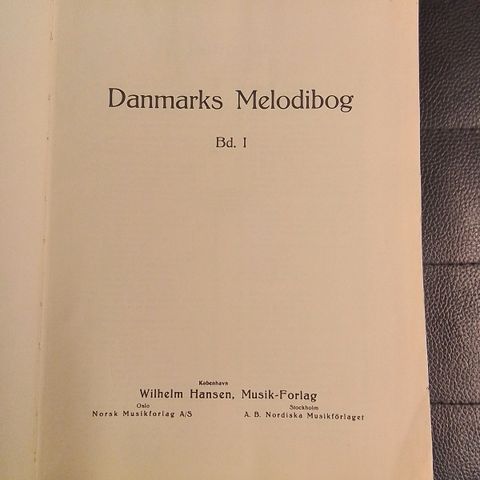 Danmarks Melodibog
Bd. I
København
Wilhelm Hansen, Musik-Forlag
Oslo Stockholm
Norsk Musikforlag A/S A. B. Nordiska Musikförlaget